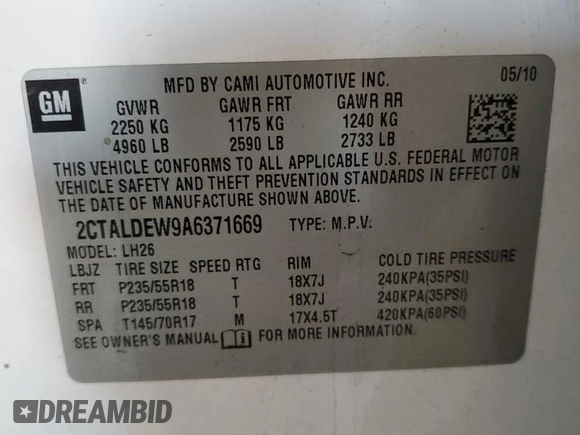 GM
MFD BY CAMI AUTOMOTIVE INC. 05/10
GVWR GAWR FRT GAWR RR
2250 KG 1175 KG 1240 KG
4960 LB 2590 LB 2733 LB
THIS VEHICLE CONFORMS TO ALL APPLICABLE U.S. FEDERAL MOTOR
VEHICLE SAFETY AND THEFT PREVENTION STANDARDS IN EFFECT ON
THE DATE OF MANUFACTURE SHOWN ABOVE.
2CTALDEW9A6371669 TYPE: M.P.V.
MODEL: LH26
LBJZ TIRE SIZE SPEED RTG RIM COLD TIRE PRESSURE
FRT P235/55R18 T 18X7J 240KPA(35PSI)
RR P235/55R18 T 18X7J 240KPA(35PSI)
SPA T145/70R17 M 17X4.5T 420KPA(60PSI)
SEE OWNER'S MANUAL FOR MORE INFORMATION.
DREAMBID